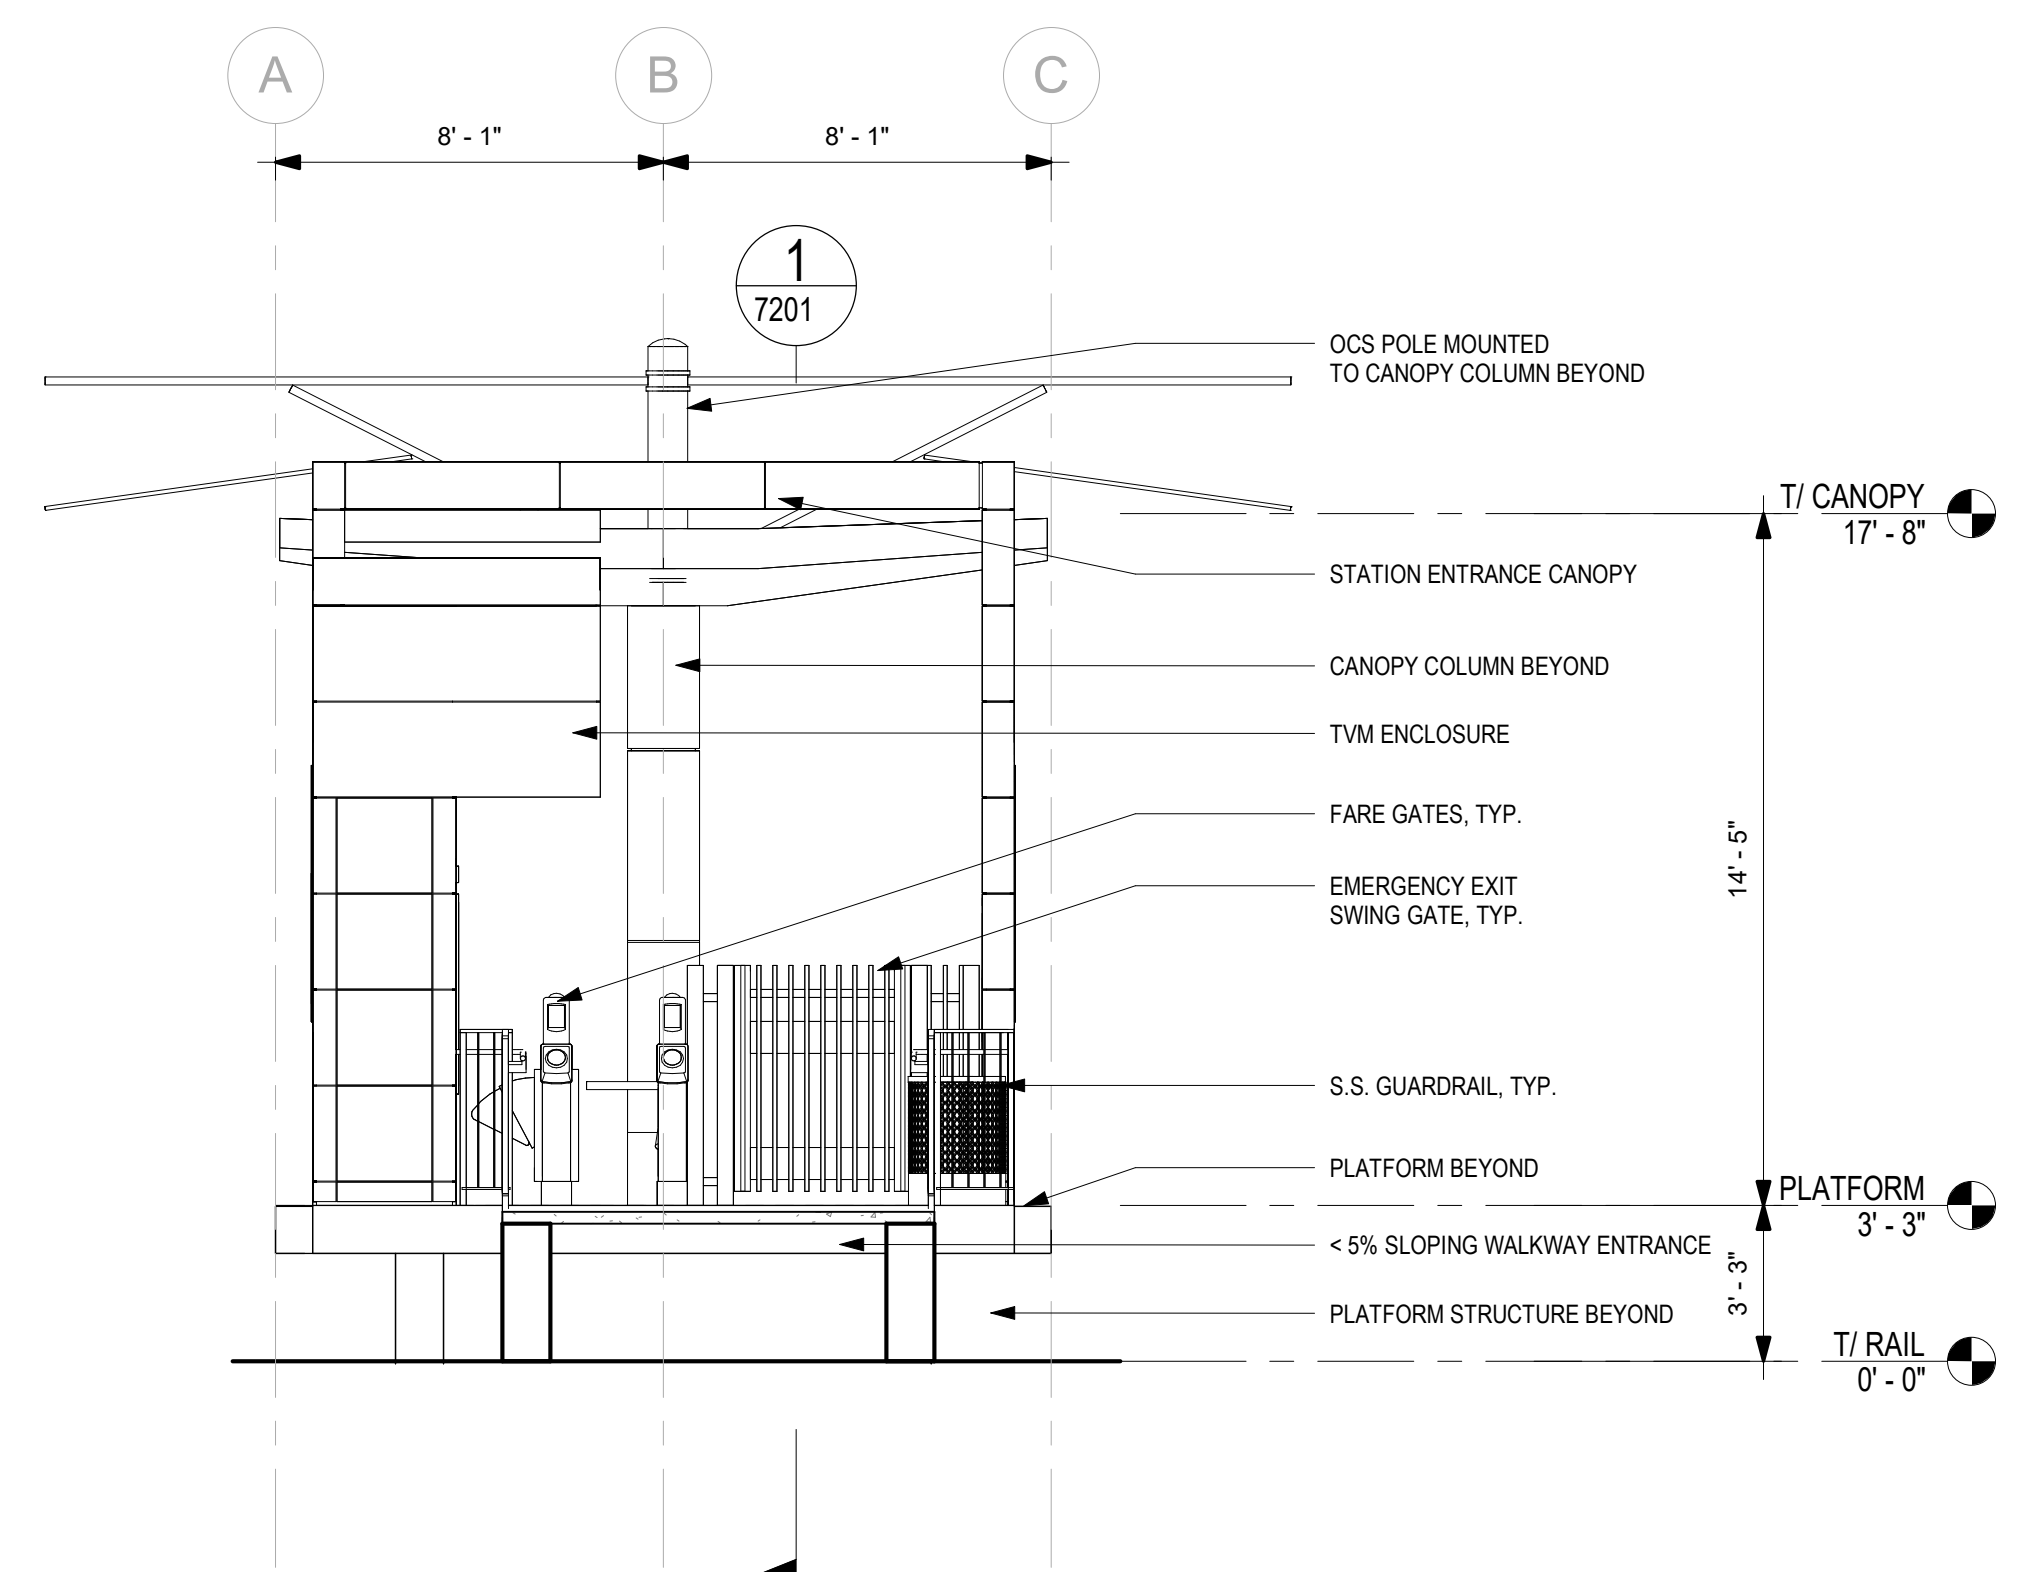 A
B
C
8' - 1"
8' - 1"
1
7201
OCS POLE MOUNTED
TO CANOPY COLUMN BEYOND
T/ CANOPY
17' - 8"
STATION ENTRANCE CANOPY
CANOPY COLUMN BEYOND
TVM ENCLOSURE
FARE GATES, TYP.
14' - 5"
EMERGENCY EXIT
SWING GATE, TYP.
S.S. GUARDRAIL, TYP.
PLATFORM BEYOND
PLATFORM
3' - 3"
< 5% SLOPING WALKWAY ENTRANCE
3' - 3"
PLATFORM STRUCTURE BEYOND
T/ RAIL
0' - 0"